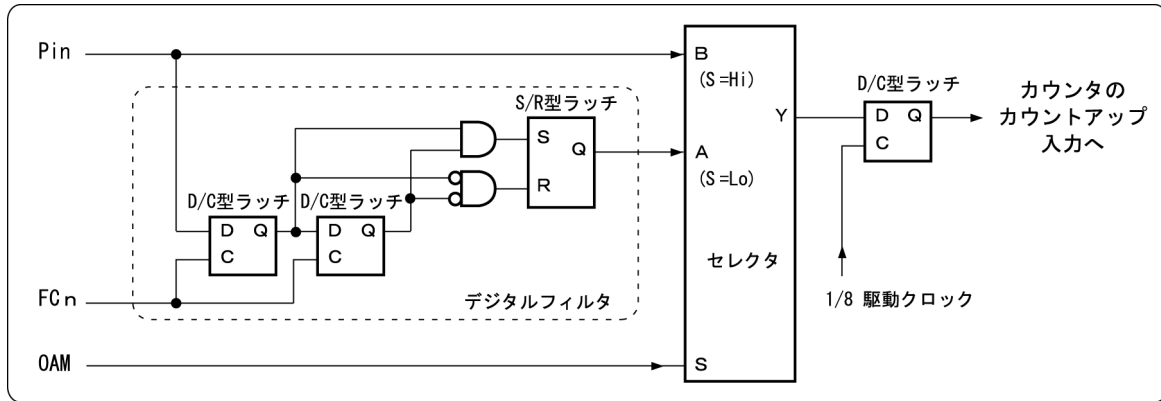 Pin
FCn
OAM
D/C型ラッチ
D
Q
C
D/C型ラッチ
D
Q
C
S/R型ラッチ
S
Q
R
デジタルフィルタ
B
(S=Hi)
Y
A
(S=Lo)
セレクタ
S
D/C型ラッチ
D
Q
C
1/8 駆動クロック
カウンタの
カウントアップ
入力へ